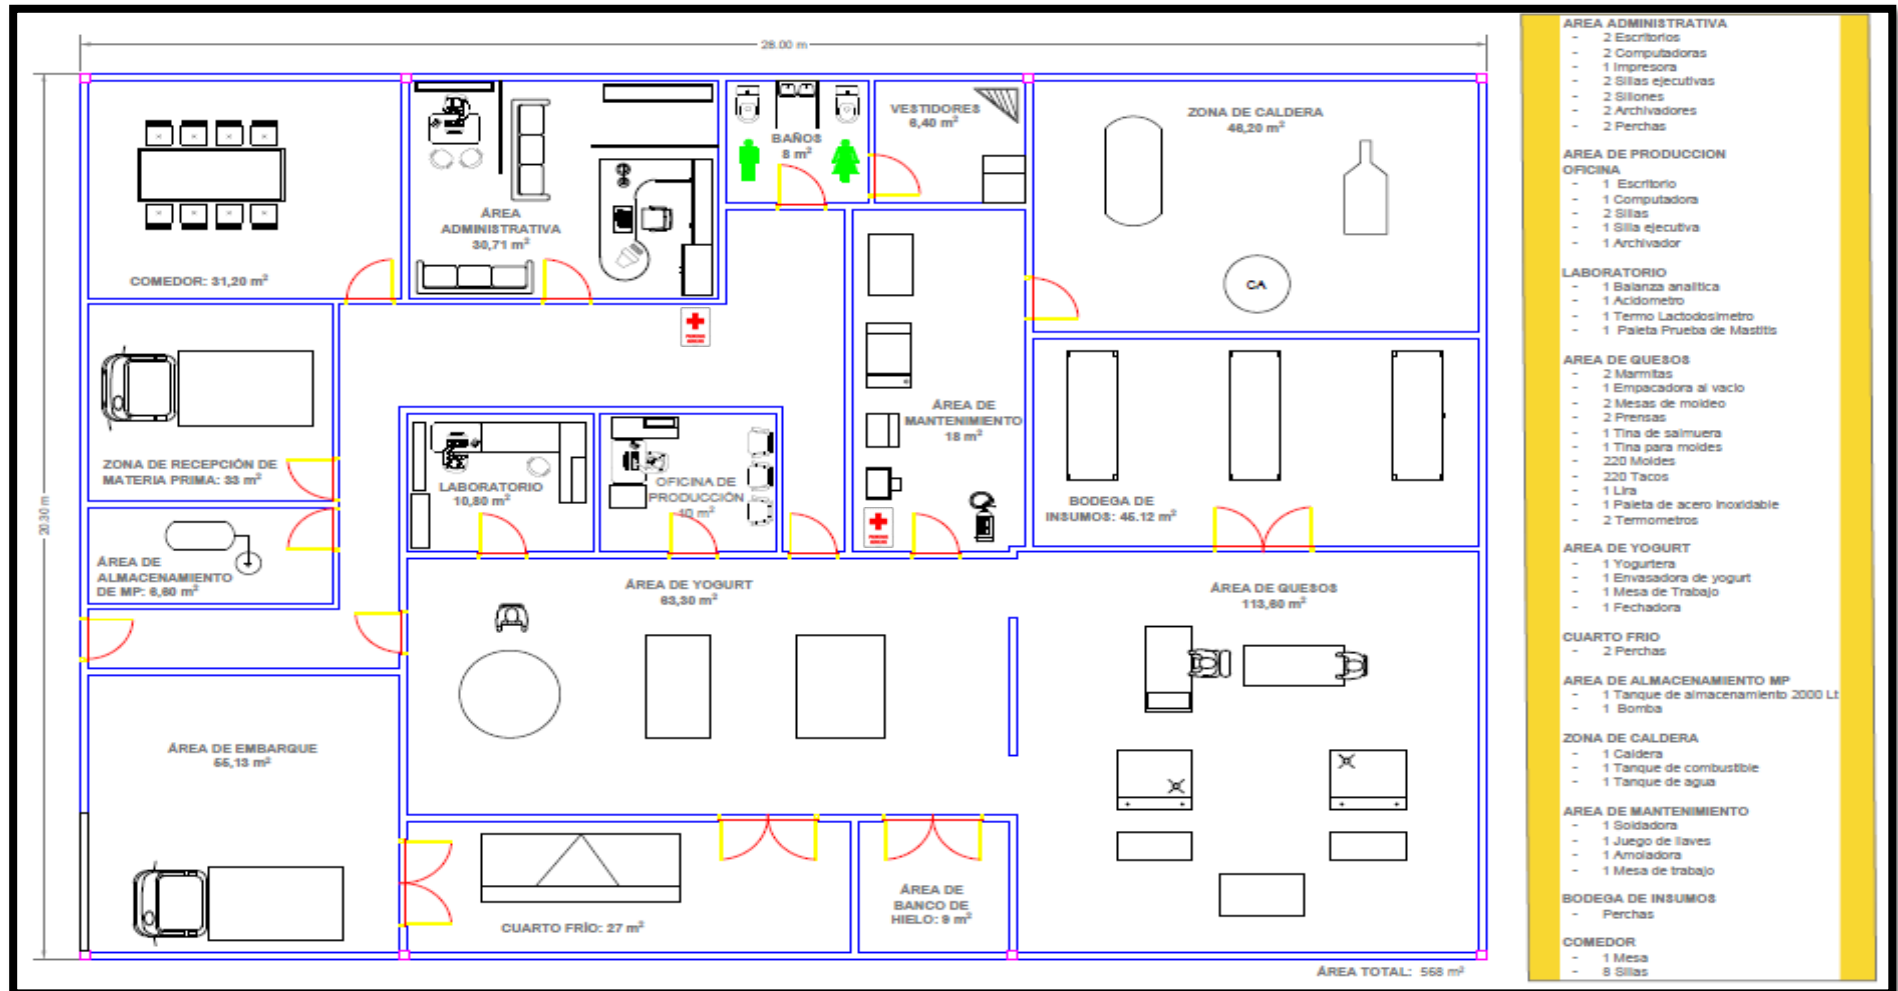 28.00 m
20.30 m
COMEDOR: 31,20 m²
ÁREA
ADMINISTRATIVA
30,71 m²
BAÑOS
8 m²
VESTIDORES
6,40 m²
ZONA DE CALDERA
46,20 m²
CA
ZONA DE RECEPCIÓN DE
MATERIA PRIMA: 33 m²
LABORATORIO
10,80 m²
OFICINA DE
PRODUCCIÓN
10 m²
ÁREA DE
MANTENIMIENTO
18 m²
BODEGA DE
INSUMOS: 45.12 m²
ÁREA DE
ALMACENAMIENTO
DE MP: 6,60 m²
ÁREA DE YOGURT
63,30 m²
ÁREA DE QUESOS
113,60 m²
ÁREA DE EMBARQUE
55,13 m²
CUARTO FRÍO: 27 m²
ÁREA DE
BANCO DE
HIELO: 9 m²
ÁREA TOTAL: 568 m²
AREA ADMINISTRATIVA
- 2 Escritorios
- 2 Computadoras
- 1 Impresora
- 2 Sillas ejecutivas
- 2 Sillones
- 2 Archivadores
- 2 Perchas
AREA DE PRODUCCION
OFICINA
- 1 Escritorio
- 1 Computadora
- 2 Sillas
- 1 Silla ejecutiva
- 1 Archivador
LABORATORIO
- 1 Balanza analitica
- 1 Acidometro
- 1 Termo Lactodosimetro
- 1 Paleta Prueba de Mastitis
AREA DE QUESOS
- 2 Marmitas
- 1 Empacadora al vacio
- 2 Mesas de moldeo
- 2 Prensas
- 1 Tina de salmuera
- 1 Tina para moldes
- 220 Moldes
- 220 Tacos
- 1 Lira
- 1 Paleta de acero inoxidable
- 2 Termometros
AREA DE YOGURT
- 1 Yogurtera
- 1 Envasadora de yogurt
- 1 Mesa de Trabajo
- 1 Fechadora
CUARTO FRIO
- 2 Perchas
AREA DE ALMACENAMIENTO MP
- 1 Tanque de almacenamiento 2000 Lt
- 1 Bomba
ZONA DE CALDERA
- 1 Caldera
- 1 Tanque de combustible
- 1 Tanque de agua
AREA DE MANTENIMIENTO
- 1 Soldadora
- 1 Juego de llaves
- 1 Amoladora
- 1 Mesa de trabajo
BODEGA DE INSUMOS
- Perchas
COMEDOR
- 1 Mesa
- 8 Sillas